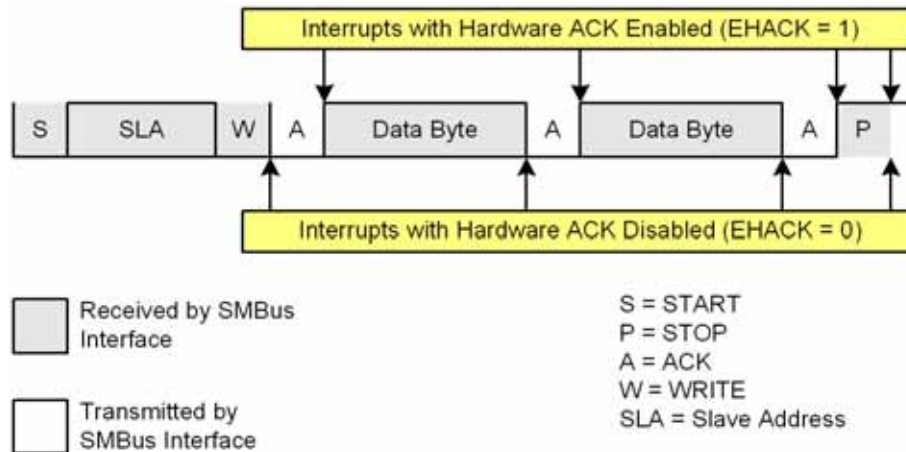 Interrupts with Hardware ACK Enabled (EHACK = 1)
S SLA W A Data Byte A Data Byte A P
Interrupts with Hardware ACK Disabled (EHACK = 0)
Received by SMBus
Interface
Transmitted by
SMBus Interface
S = START
P = STOP
A = ACK
W = WRITE
SLA = Slave Address